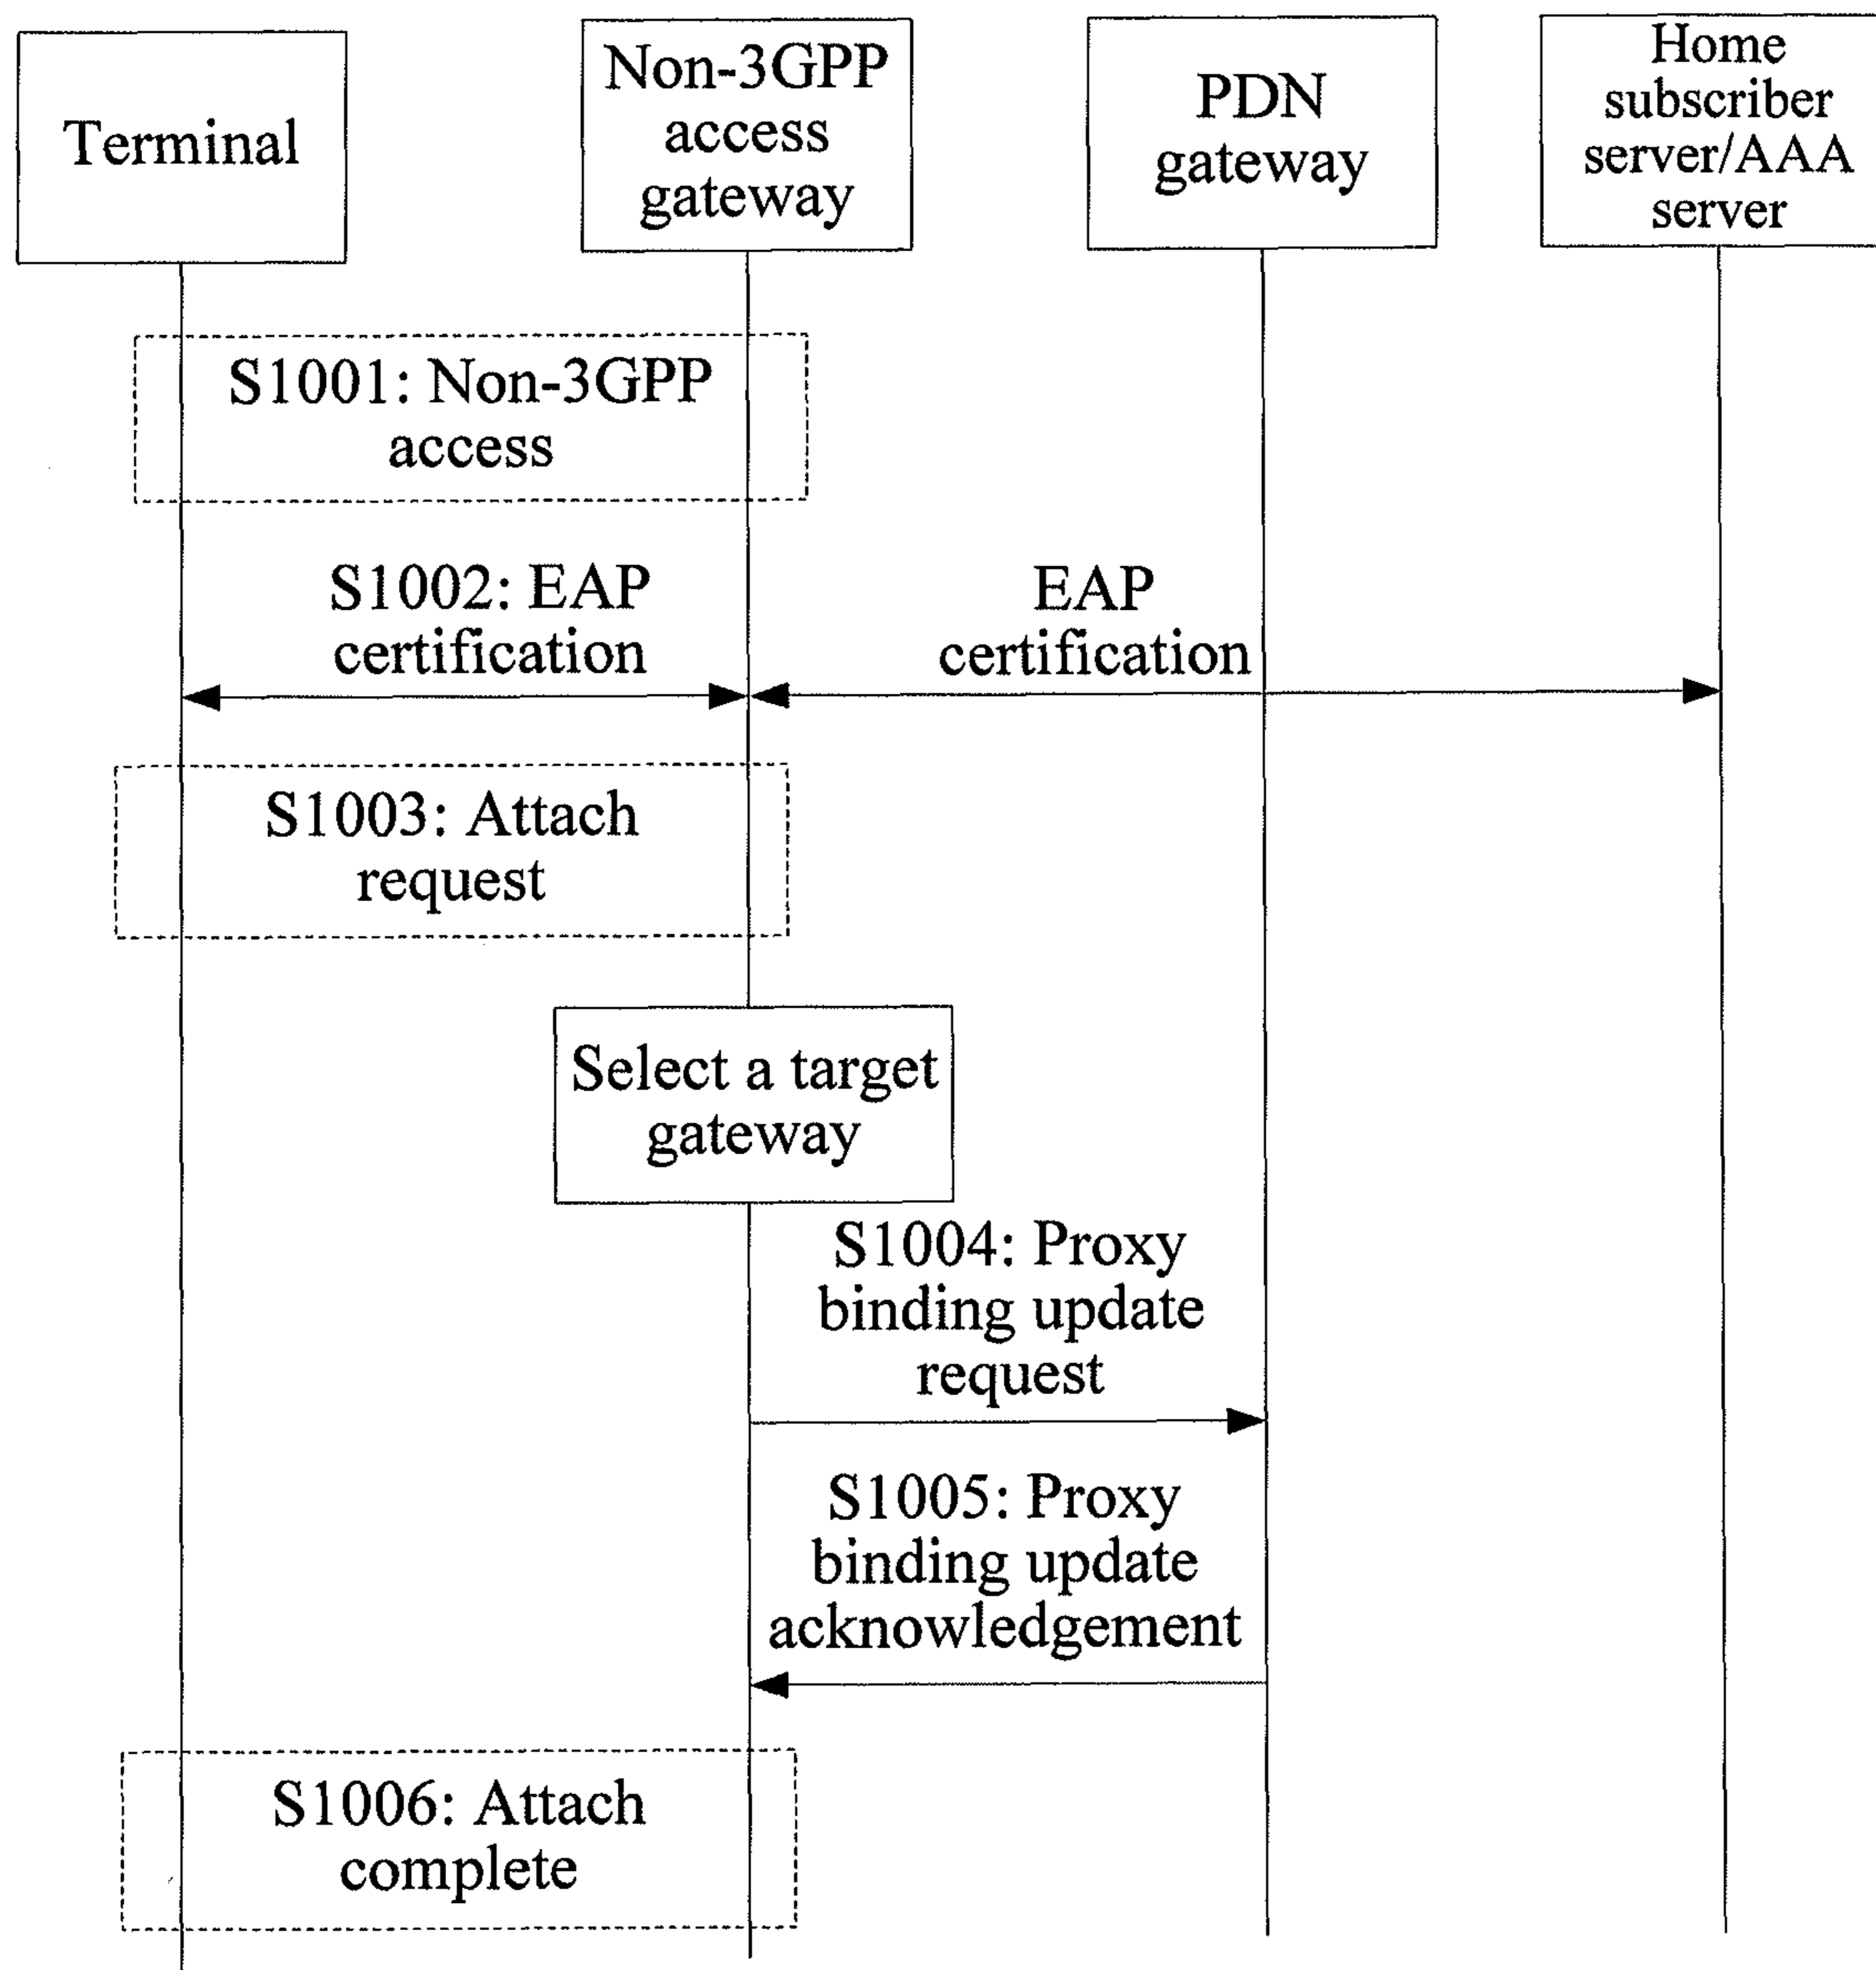 Terminal
Non-3GPP
access
gateway
PDN
gateway
Home
subscriber
server/AAA
server
S1001: Non-3GPP
access
S1002: EAP
certification
EAP
certification
S1003: Attach
request
Select a target
gateway
S1004: Proxy
binding update
request
S1005: Proxy
binding update
acknowledgement
S1006: Attach
complete